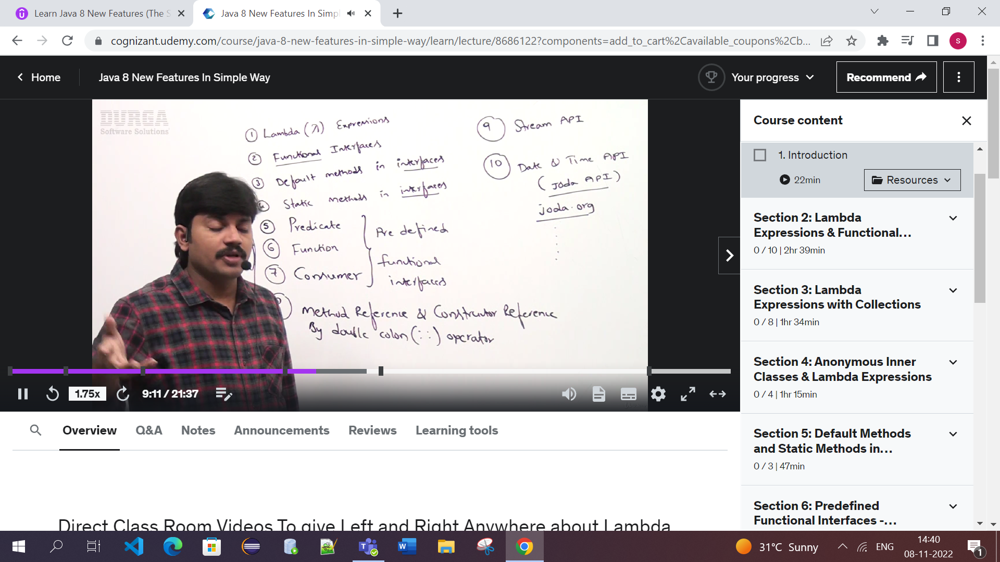 Learn Java 8 New Features (The S
Java 8 New Features In Simpl
cognizant.udemy.com/course/java-8-new-features-in-simple-way/learn/lecture/8686122?components=add_to_cart%2Cavailable_coupons%2Cb...
S
Home
Java 8 New Features In Simple Way
Your progress
Recommend
DURGA
Software Solutions
1 Lambda (λ) Expressions
2 Functional Interfaces
3 Default methods in interfaces
4 Static methods in interfaces
5 Predicate
6 Function
7 Consumer
Pre defined
functional
interfaces
Method Reference & Constructor Reference
By double colon (::) operator
9 Stream API
10 Date & Time API
(Joda API)
joda.org
1.75x
9:11 / 21:37
Course content
1. Introduction
22min
Resources
Section 2: Lambda
Expressions & Functional...
0 / 10 | 2hr 39min
Section 3: Lambda
Expressions with Collections
0 / 8 | 1hr 34min
Section 4: Anonymous Inner
Classes & Lambda Expressions
0 / 4 | 1hr 15min
Section 5: Default Methods
and Static Methods in...
0 / 3 | 47min
Section 6: Predefined
Functional Interfaces -...
Overview
Q&A
Notes
Announcements
Reviews
Learning tools
Direct Class Room Videos To give Left and Right Anywhere about Lambda
31°C Sunny
ENG
14:40
08-11-2022
1